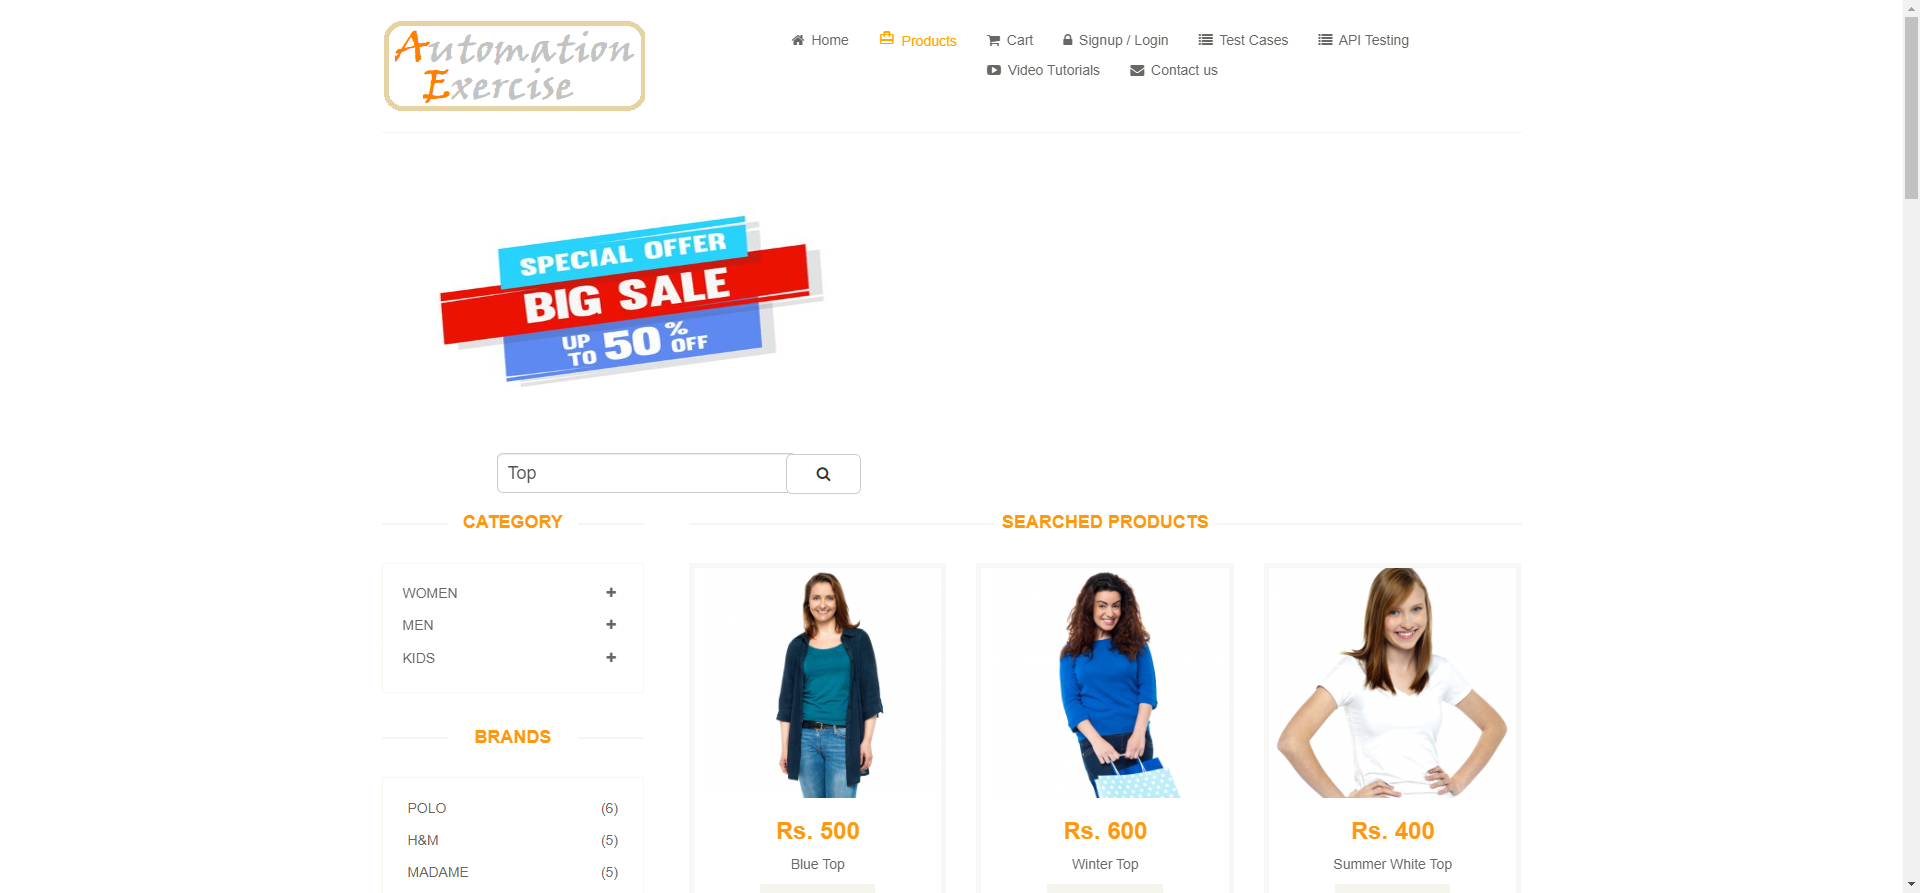 Automation
Exercise
Home
Products
Cart
Signup / Login
Test Cases
API Testing
Video Tutorials
Contact us
SPECIAL OFFER
BIG SALE
UP TO 50% OFF
Top
CATEGORY
WOMEN
MEN
KIDS
BRANDS
POLO (6)
H&M (5)
MADAME (5)
SEARCHED PRODUCTS
Rs. 500
Blue Top
Rs. 600
Winter Top
Rs. 400
Summer White Top